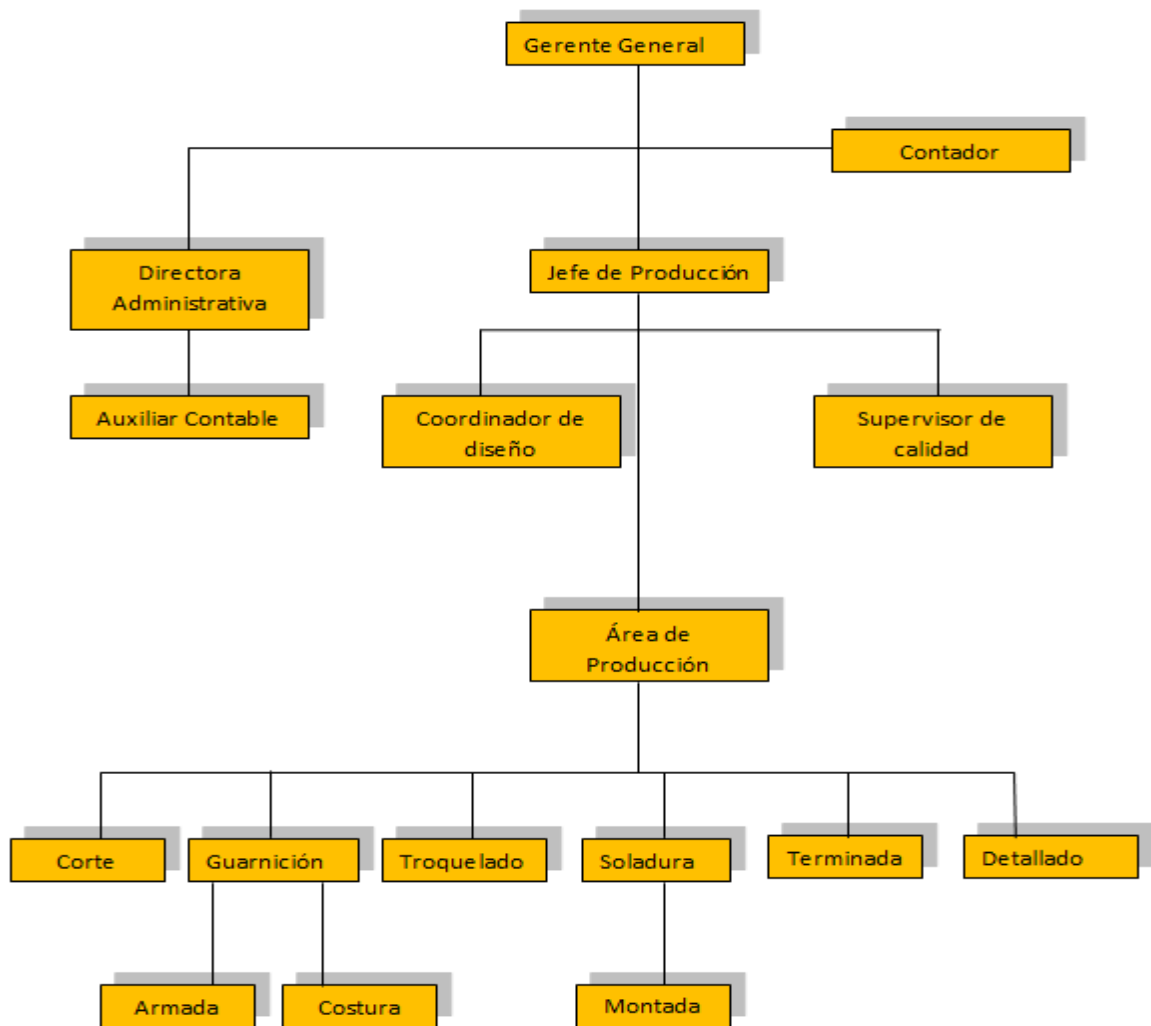 Gerente General
Contador
Directora
Administrativa
Jefe de Producción
Auxiliar Contable
Coordinador de
diseño
Supervisor de
calidad
Área de
Producción
Corte
Guarnición
Troquelado
Soladura
Terminada
Detallado
Armada
Costura
Montada